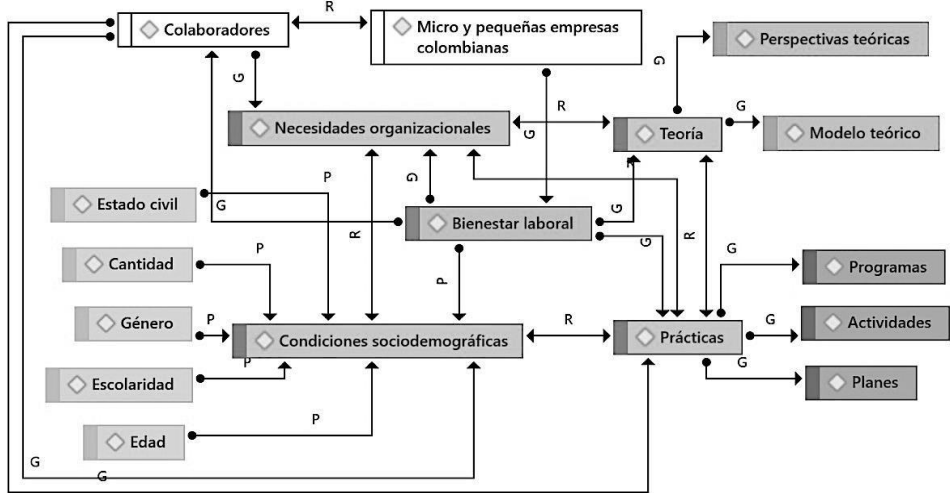 R
Colaboradores
Micro y pequeñas empresas
colombianas
Perspectivas teóricas
G
G
R
G
Necesidades organizacionales
G
Teoría
Modelo teórico
P
G
Estado civil
G
G
Bienestar laboral
R
G
R
G
Cantidad
P
Programas
Género
P
R
G
Actividades
Condiciones sociodemográficas
Prácticas
P
G
Escolaridad
Planes
P
Edad
G
G